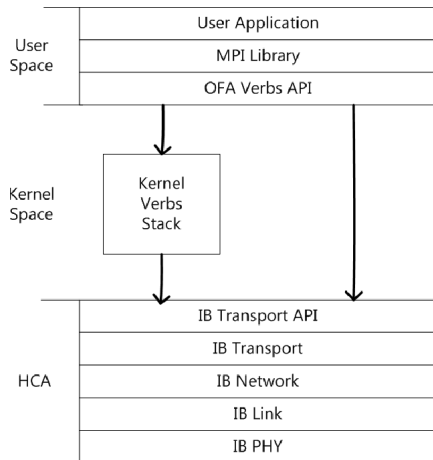 User Application
User
Space
MPI Library
OFA Verbs API
Kernel
Space
Kernel
Verbs
Stack
IB Transport API
IB Transport
HCA
IB Network
IB Link
IB PHY